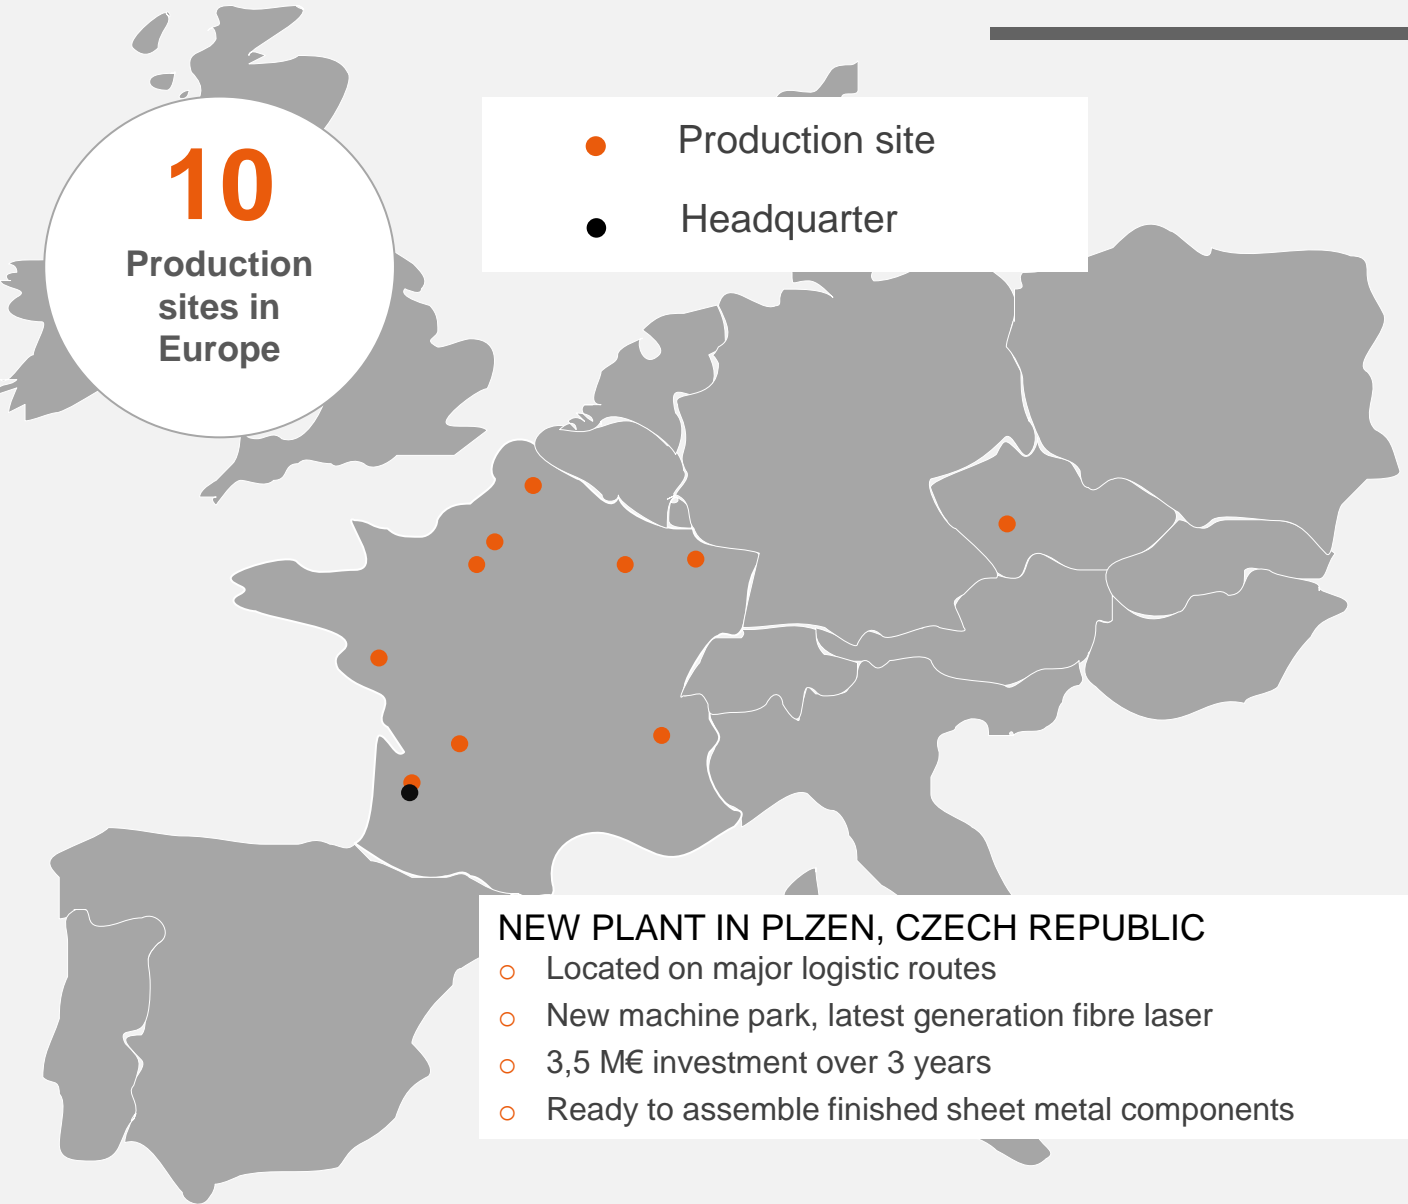 10
Production
sites in
Europe
Production site
Headquarter
NEW PLANT IN PLZEN, CZECH REPUBLIC
Located on major logistic routes
New machine park, latest generation fibre laser
3,5 M€ investment over 3 years
Ready to assemble finished sheet metal components